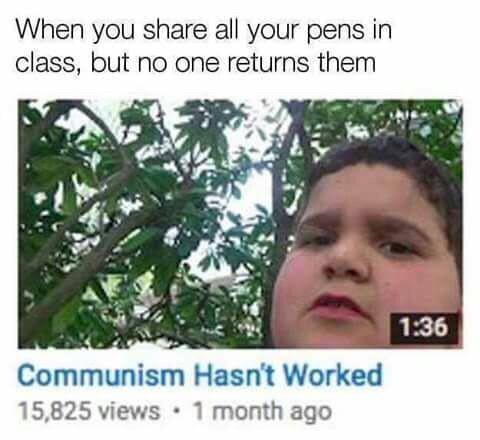 When you share all your pens in
class, but no one returns them
1:36
Communism Hasn't Worked
15,825 views • 1 month ago